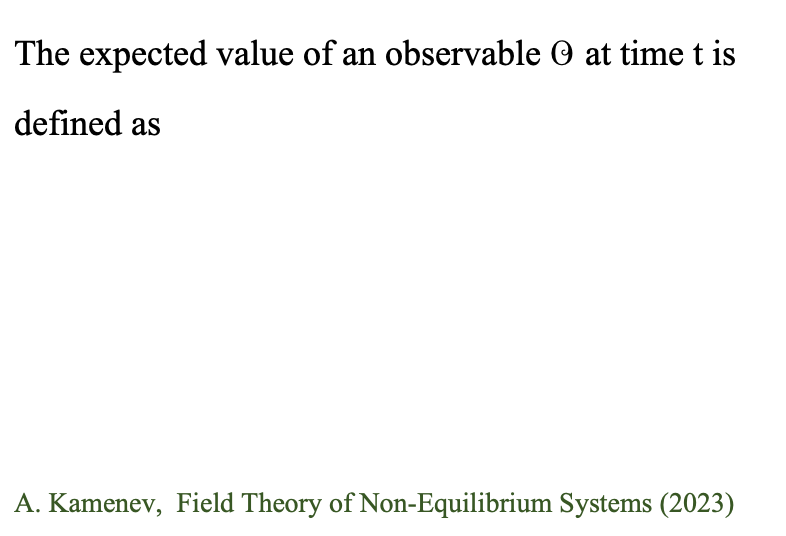 The expected value of an observable 𝒪 at time t is
defined as
A. Kamenev, Field Theory of Non-Equilibrium Systems (2023)